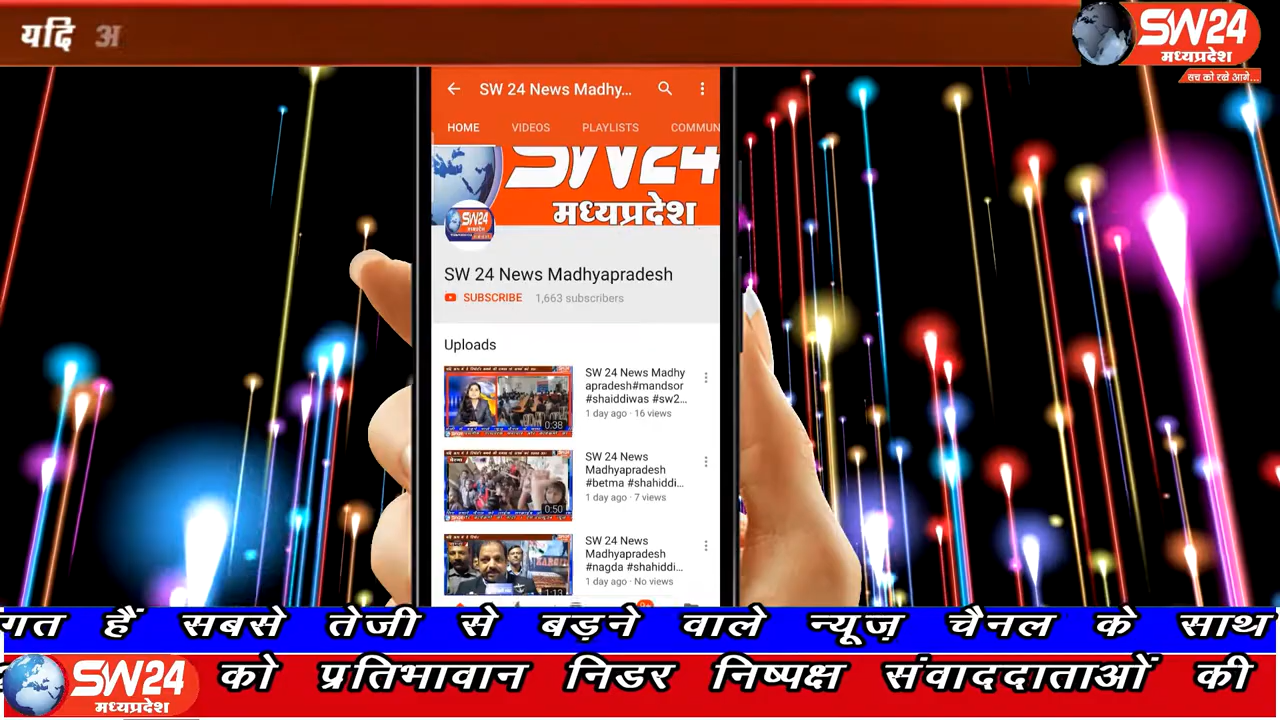 यदि अ
SW24
मध्यप्रदेश
सच को रखे आगे...
SW 24 News Madhy...
HOME VIDEOS PLAYLISTS COMMUN
SW24
मध्यप्रदेश
SW24
SW 24 News Madhyapradesh
SUBSCRIBE 1,663 subscribers
Uploads
SW 24 News Madhy
apradesh#mandsor
#shaiddiwas #sw2...
1 day ago · 16 views
0:38
SW 24 News
Madhyapradesh
#betma #shahiddi...
1 day ago · 7 views
0:50
SW 24 News
Madhyapradesh
#nagda #shahiddi...
1 day ago · No views
1:13
गत हैं सबसे तेजी से बड़ने वाले न्यूज़ चैनल के साथ
को प्रतिभावान निडर निष्पक्ष संवाददाताओं की
SW24
मध्यप्रदेश